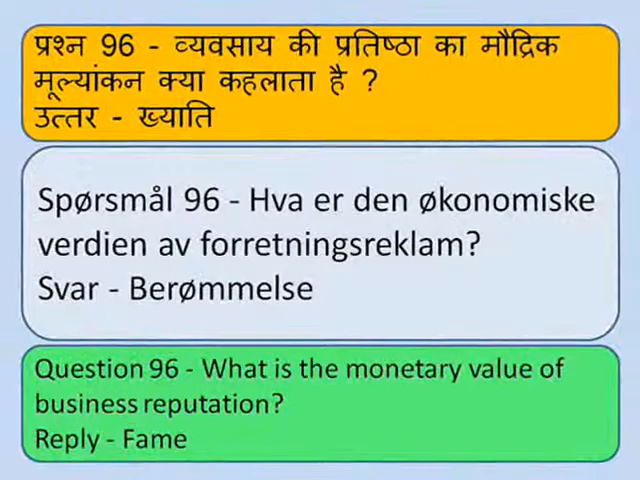 प्रश्न 96 - व्यवसाय की प्रतिष्ठा का मौद्रिक
मूल्यांकन क्या कहलाता है ?
उत्तर - ख्याति
Spørsmål 96 - Hva er den økonomiske
verdien av forretningsreklam?
Svar - Berømmelse
Question 96 - What is the monetary value of
business reputation?
Reply - Fame